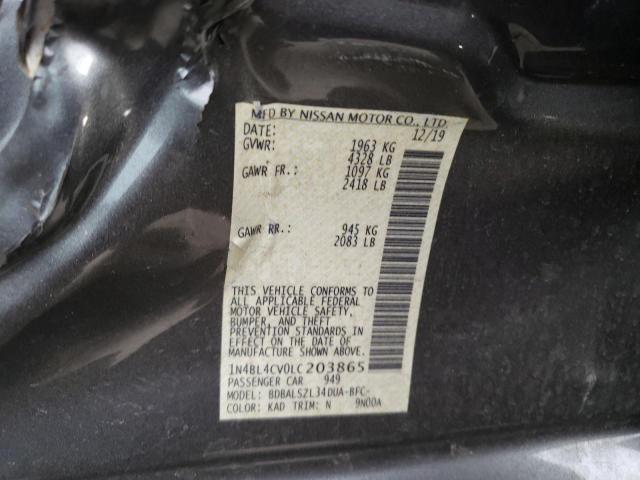 MFD BY NISSAN MOTOR CO., LTD
DATE: 12/19
GVWR: 1963 KG
4328 LB
GAWR FR.: 1097 KG
2418 LB
GAWR RR.: 945 KG
2083 LB
THIS VEHICLE CONFORMS TO
ALL APPLICABLE FEDERAL
MOTOR VEHICLE SAFETY,
BUMPER, AND THEFT
PREVENTION STANDARDS IN
EFFECT ON THE DATE OF
MANUFACTURE SHOWN ABOVE.
1N4BL4CV0LC203865
PASSENGER CAR 949
MODEL: BDBALSZL34DUA-BFC-
COLOR: KAD TRIM: N 9N00A